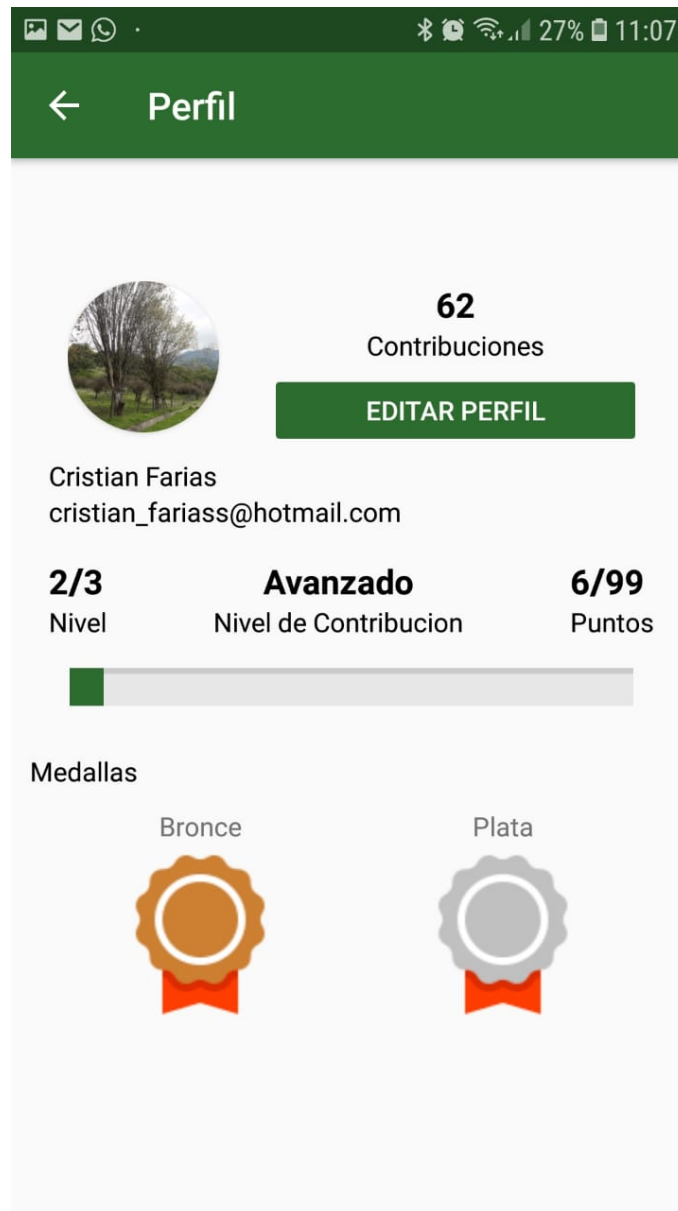 27% 11:07
Perfil
62
Contribuciones
EDITAR PERFIL
Cristian Farias
cristian_fariass@hotmail.com
2/3 Avanzado 6/99
Nivel Nivel de Contribucion Puntos
Medallas
Bronce Plata